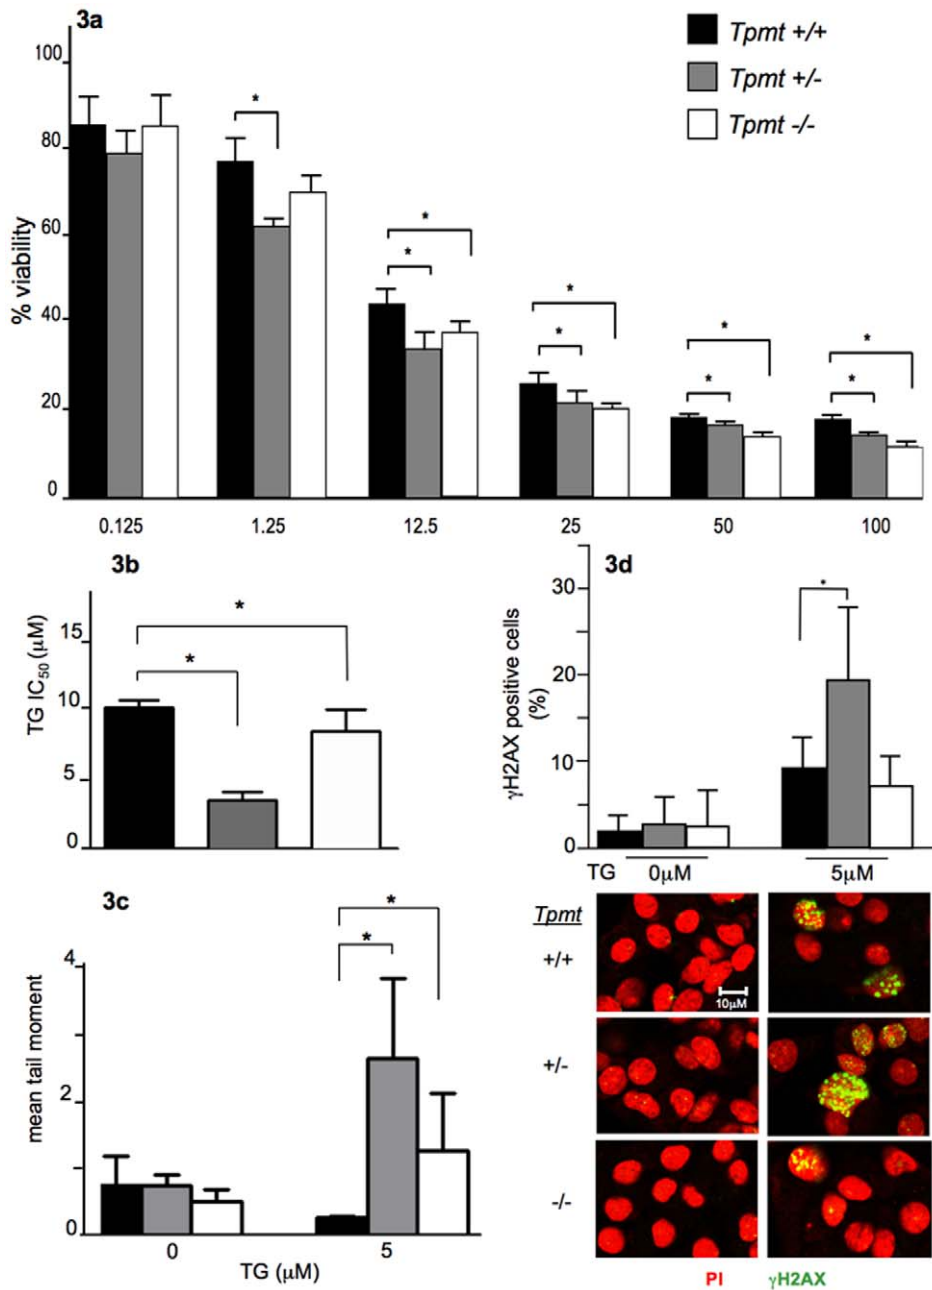 3a
Tpmt +/+
Tpmt +/-
Tpmt -/-
% viability
100
80
60
40
20
0
* * * * * * * * *
0.125 1.25 12.5 25 50 100
3b
TG IC50 (μM)
15
10
5
0
* *
3d
γH2AX positive cells
(%)
30
20
10
0
*
TG 0μM 5μM
3c
mean tail moment
4
2
0
* *
0 5
TG (μM)
Tpmt
+/+
+/-
-/-
10μM
PI γH2AX